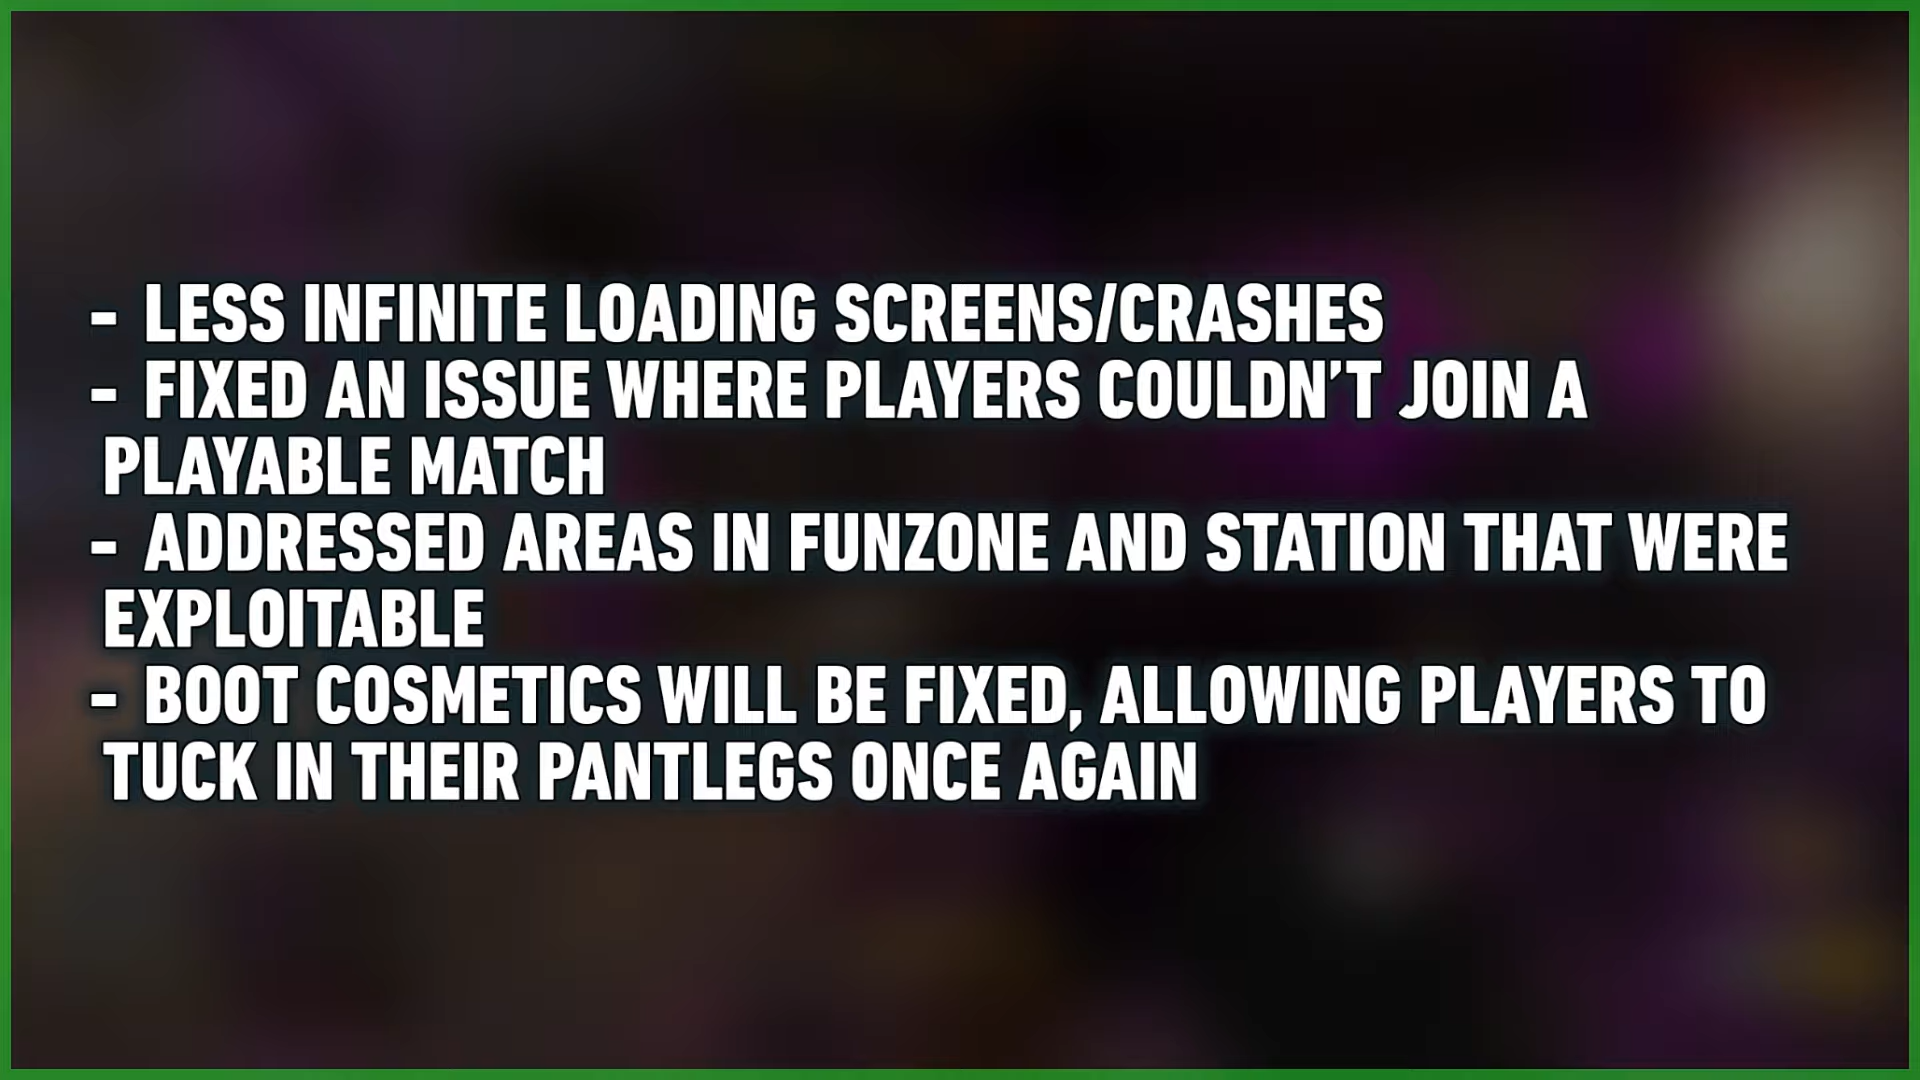 - LESS INFINITE LOADING SCREENS/CRASHES
- FIXED AN ISSUE WHERE PLAYERS COULDN'T JOIN A
PLAYABLE MATCH
- ADDRESSED AREAS IN FUNZONE AND STATION THAT WERE
EXPLOITABLE
- BOOT COSMETICS WILL BE FIXED, ALLOWING PLAYERS TO
TUCK IN THEIR PANTLEGS ONCE AGAIN